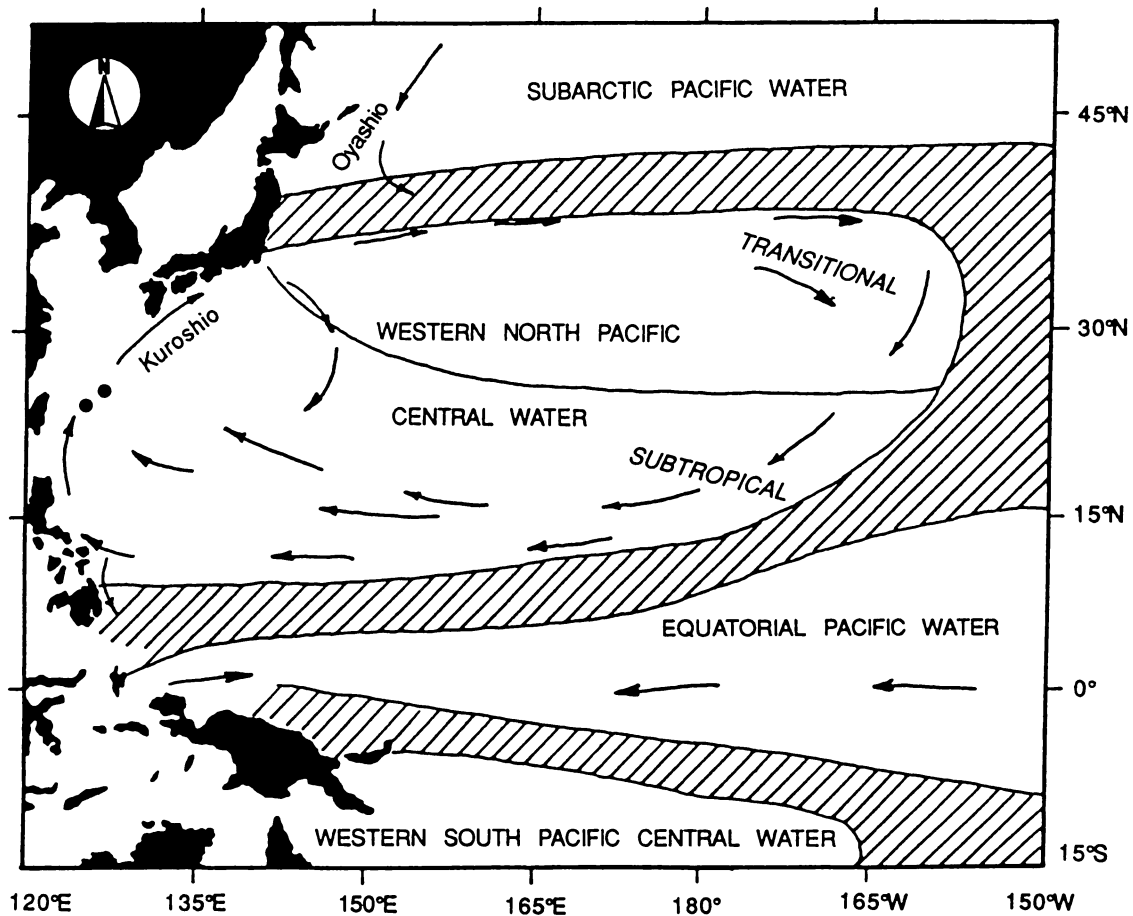 N
SUBARCTIC PACIFIC WATER
45°N
Oyashio
TRANSITIONAL
Kuroshio
WESTERN NORTH PACIFIC
30°N
CENTRAL WATER
SUBTROPICAL
15°N
EQUATORIAL PACIFIC WATER
0°
WESTERN SOUTH PACIFIC CENTRAL WATER
15°S
120°E 135°E 150°E 165°E 180° 165°W 150°W